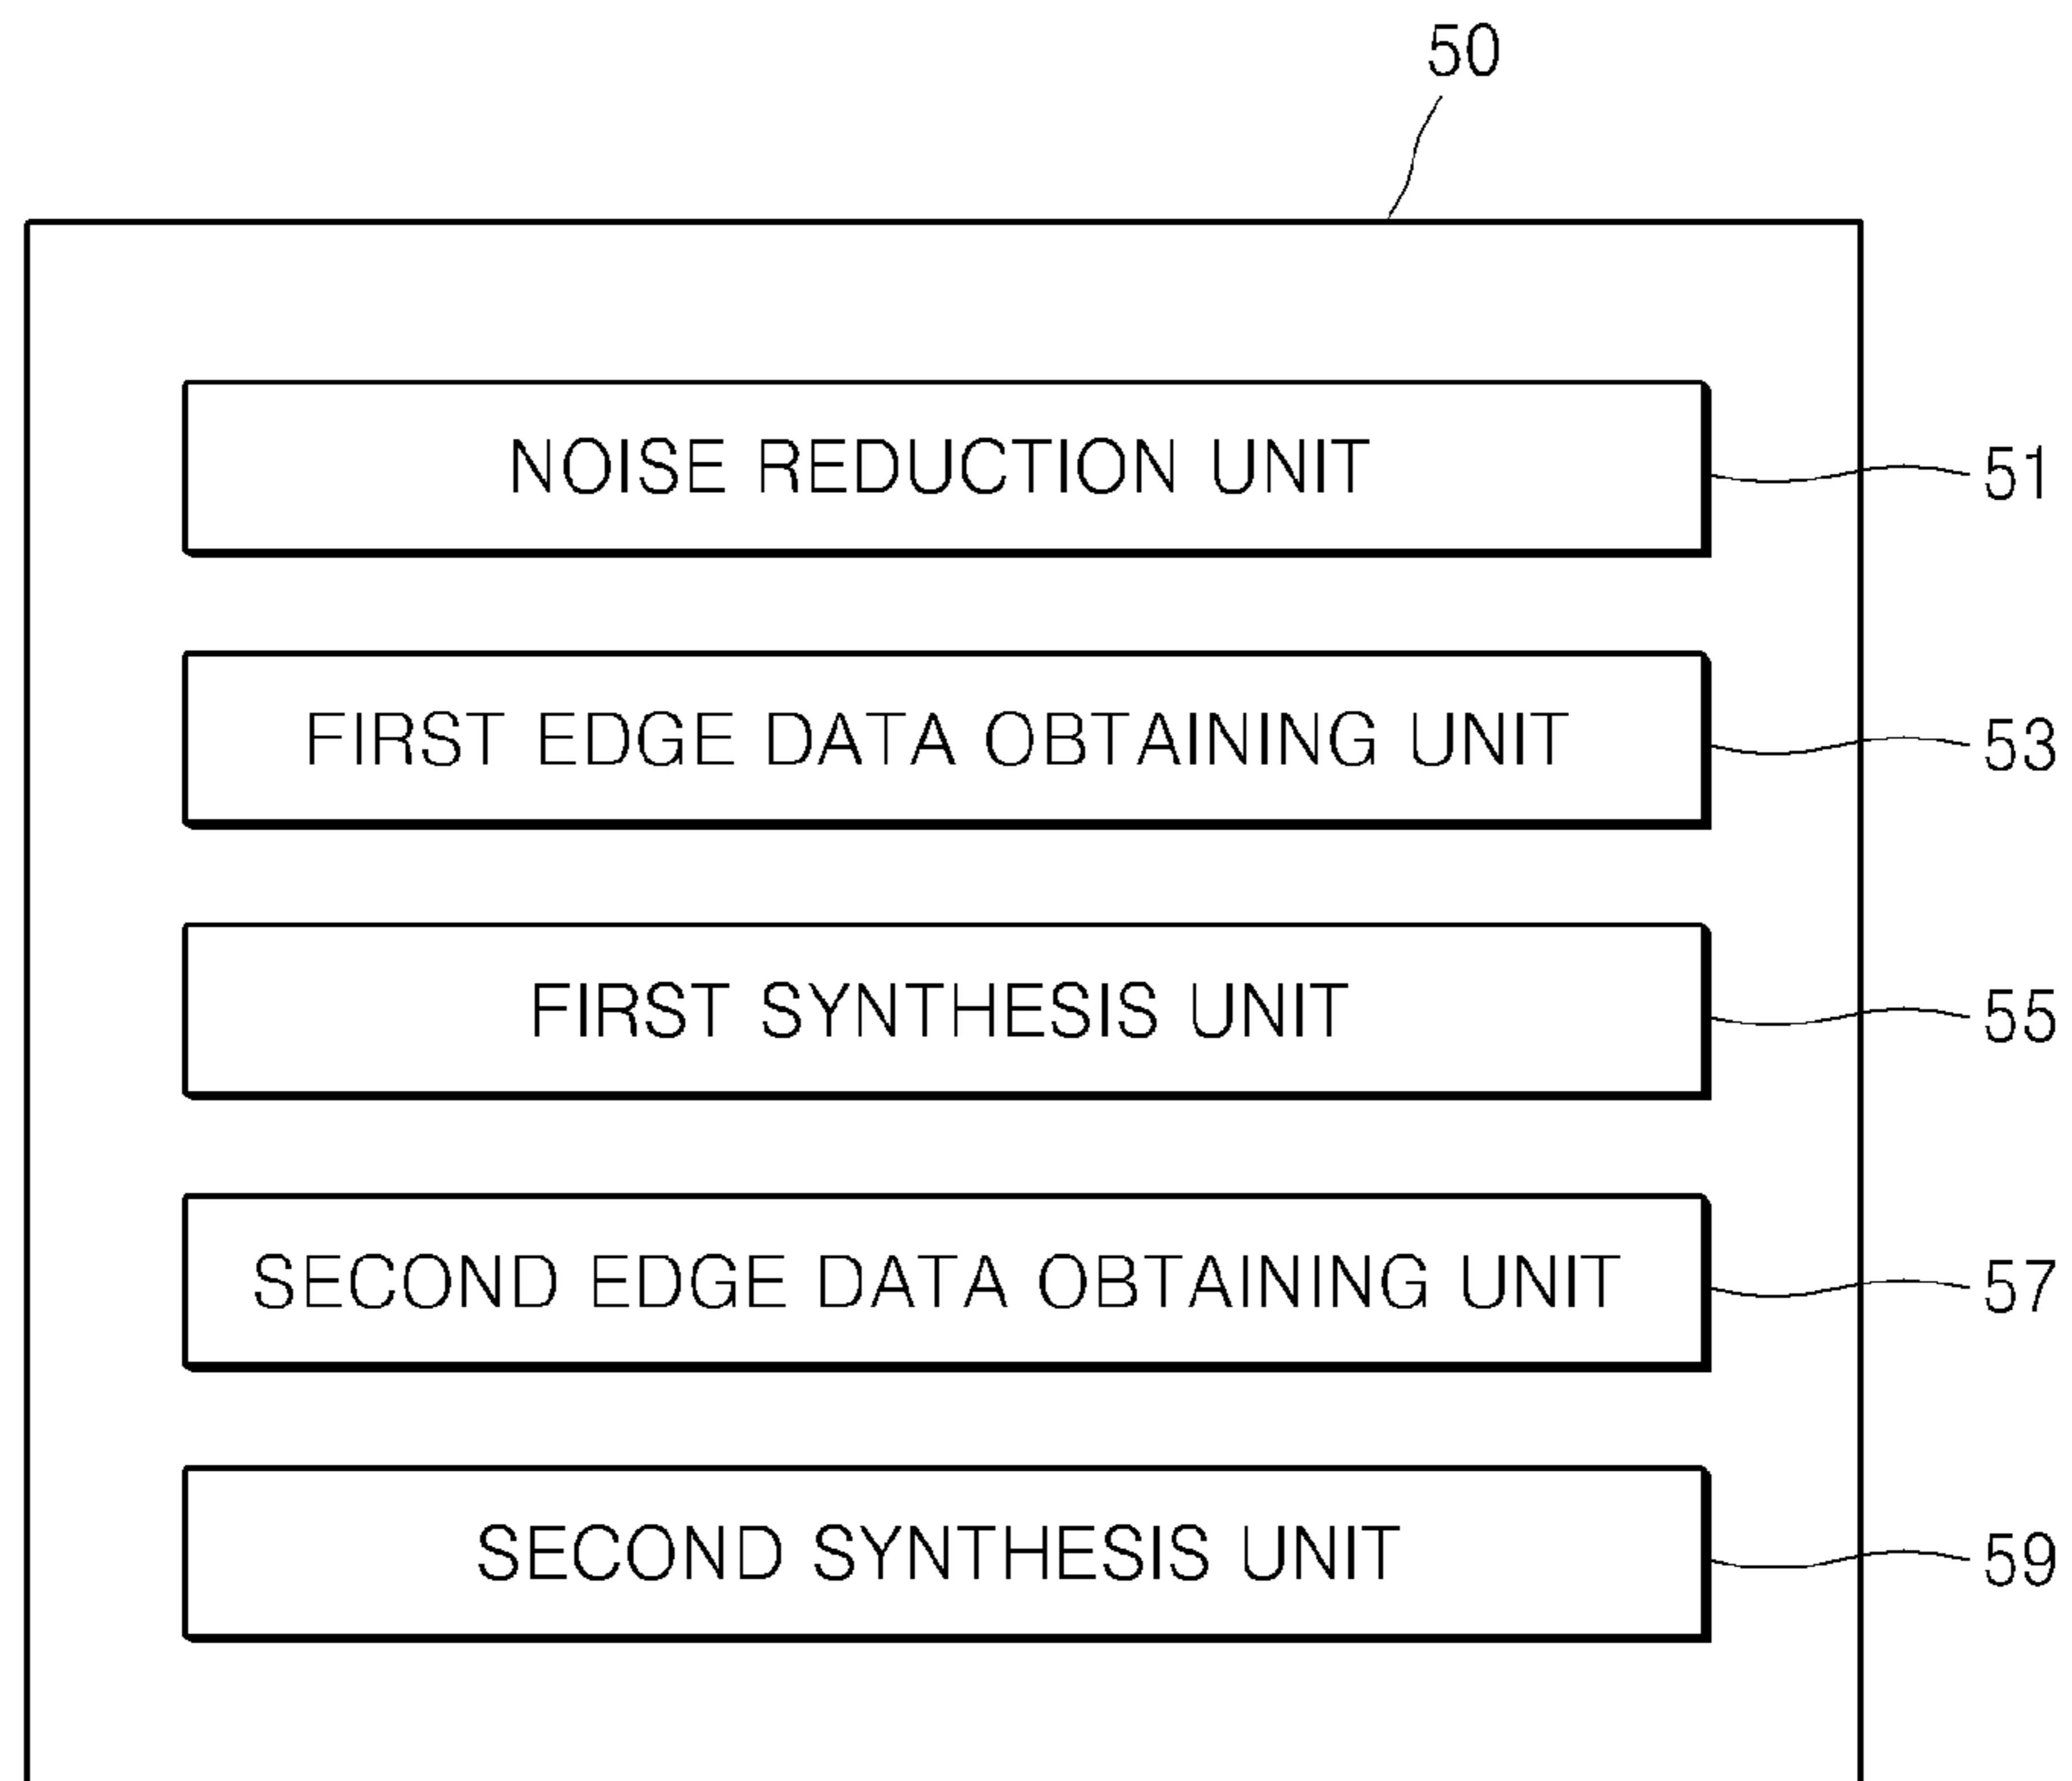 50
NOISE REDUCTION UNIT 51
FIRST EDGE DATA OBTAINING UNIT 53
FIRST SYNTHESIS UNIT 55
SECOND EDGE DATA OBTAINING UNIT 57
SECOND SYNTHESIS UNIT 59